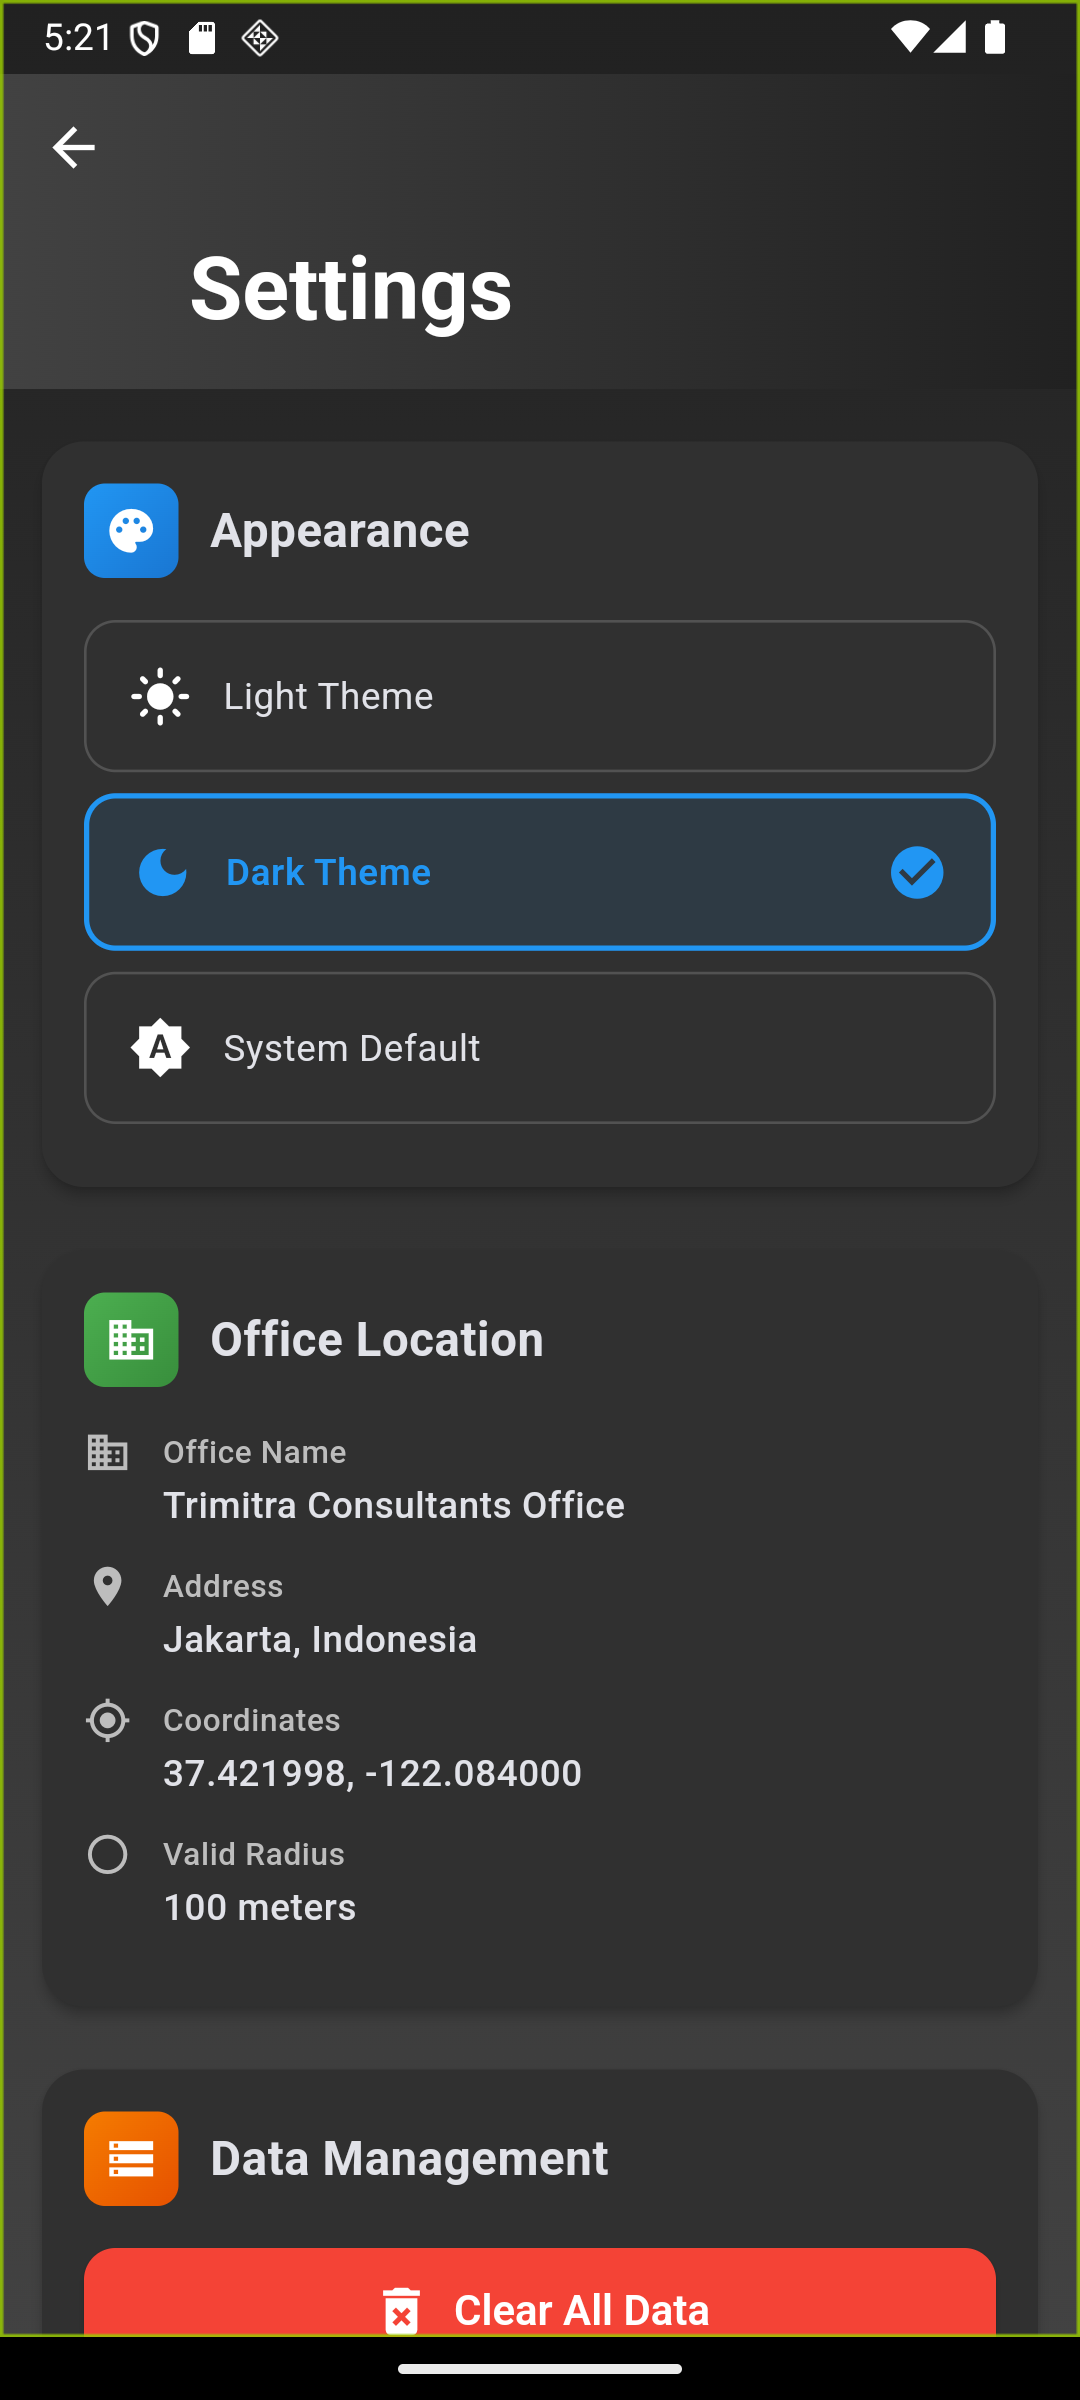 5:21
Settings
Appearance
Light Theme
Dark Theme
A
System Default
Office Location
Office Name
Trimitra Consultants Office
Address
Jakarta, Indonesia
Coordinates
37.421998, -122.084000
Valid Radius
100 meters
Data Management
Clear All Data